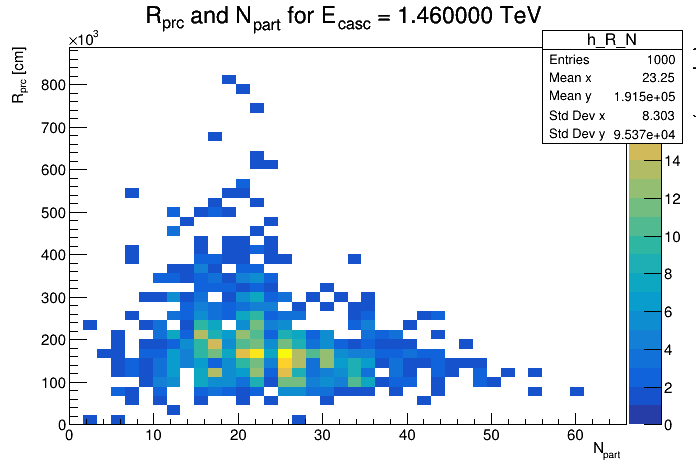 R_prc and N_part for E_casc = 1.460000 TeV
h_R_N
Entries 1000
Mean x 23.25
Mean y 1.915e+05
Std Dev x 8.303
Std Dev y 9.537e+04
×10³
R_prc [cm]
800
700
600
500
400
300
200
100
0
14
12
10
8
6
4
2
0
0 10 20 30 40 50 60
N_part